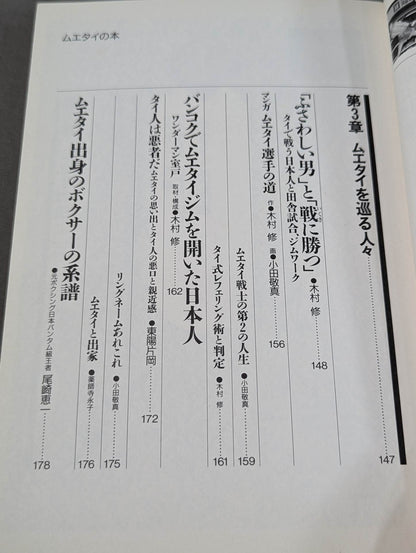 ムエタイの本
第3章 ムエタイを巡る人々 147
「ふさわしい男」と「戦に勝つ」 ●木村 修
タイで戦う日本人と田舎試合、ジムワーク 148
マンガ ムエタイ選手の道 作●木村 修 画●小田敬真 156
ムエタイ戦士の第2の人生 ●小田敬真 159
タイ式レフェリング術と判定 ●木村 修 161
バンコクでムエタイジムを開いた日本人
ワンダーマン室戸 取材・構成●木村 修 162
タイ人は悪者だ ムエタイの思い出とタイ人の悪口と親近感 ●東陽片岡 172
リングネームあれこれ ●小田敬真 175
ムエタイと出家 ●薬師寺永子 176
ムエタイ出身のボクサーの系譜
●元ボクシング日本バンタム級王者 尾崎恵一 178